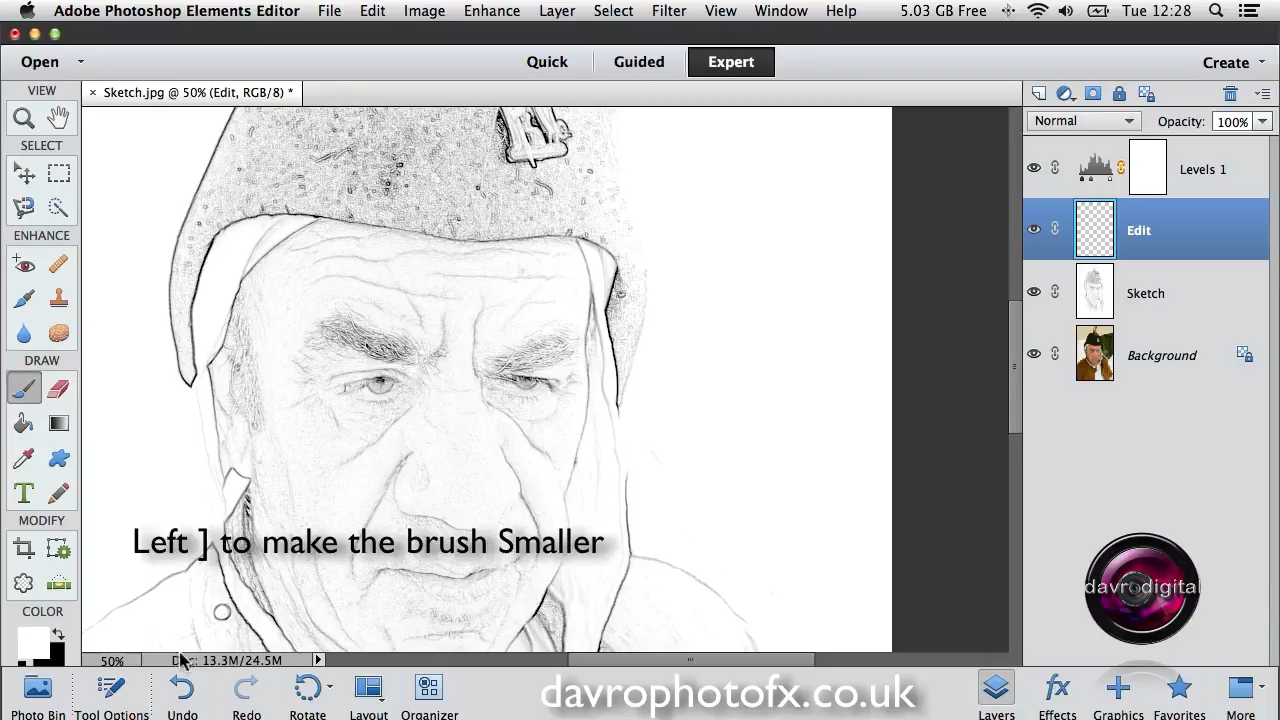 Adobe Photoshop Elements Editor File Edit Image Enhance Layer Select Filter View Window Help 5.03 GB Free Tue 12:28
Open Quick Guided Expert Create
VIEW × Sketch.jpg @ 50% (Edit, RGB/8) *
Normal Opacity: 100%
SELECT
Levels 1
Edit
ENHANCE
Sketch
Background
DRAW
MODIFY
Left ] to make the brush Smaller
davrodigital
COLOR
50% 13.3M/24.5M
Photo Bin Tool Options Undo Redo Rotate Layout Organizer davrophotofx.co.uk Layers Effects Graphics Favorites More